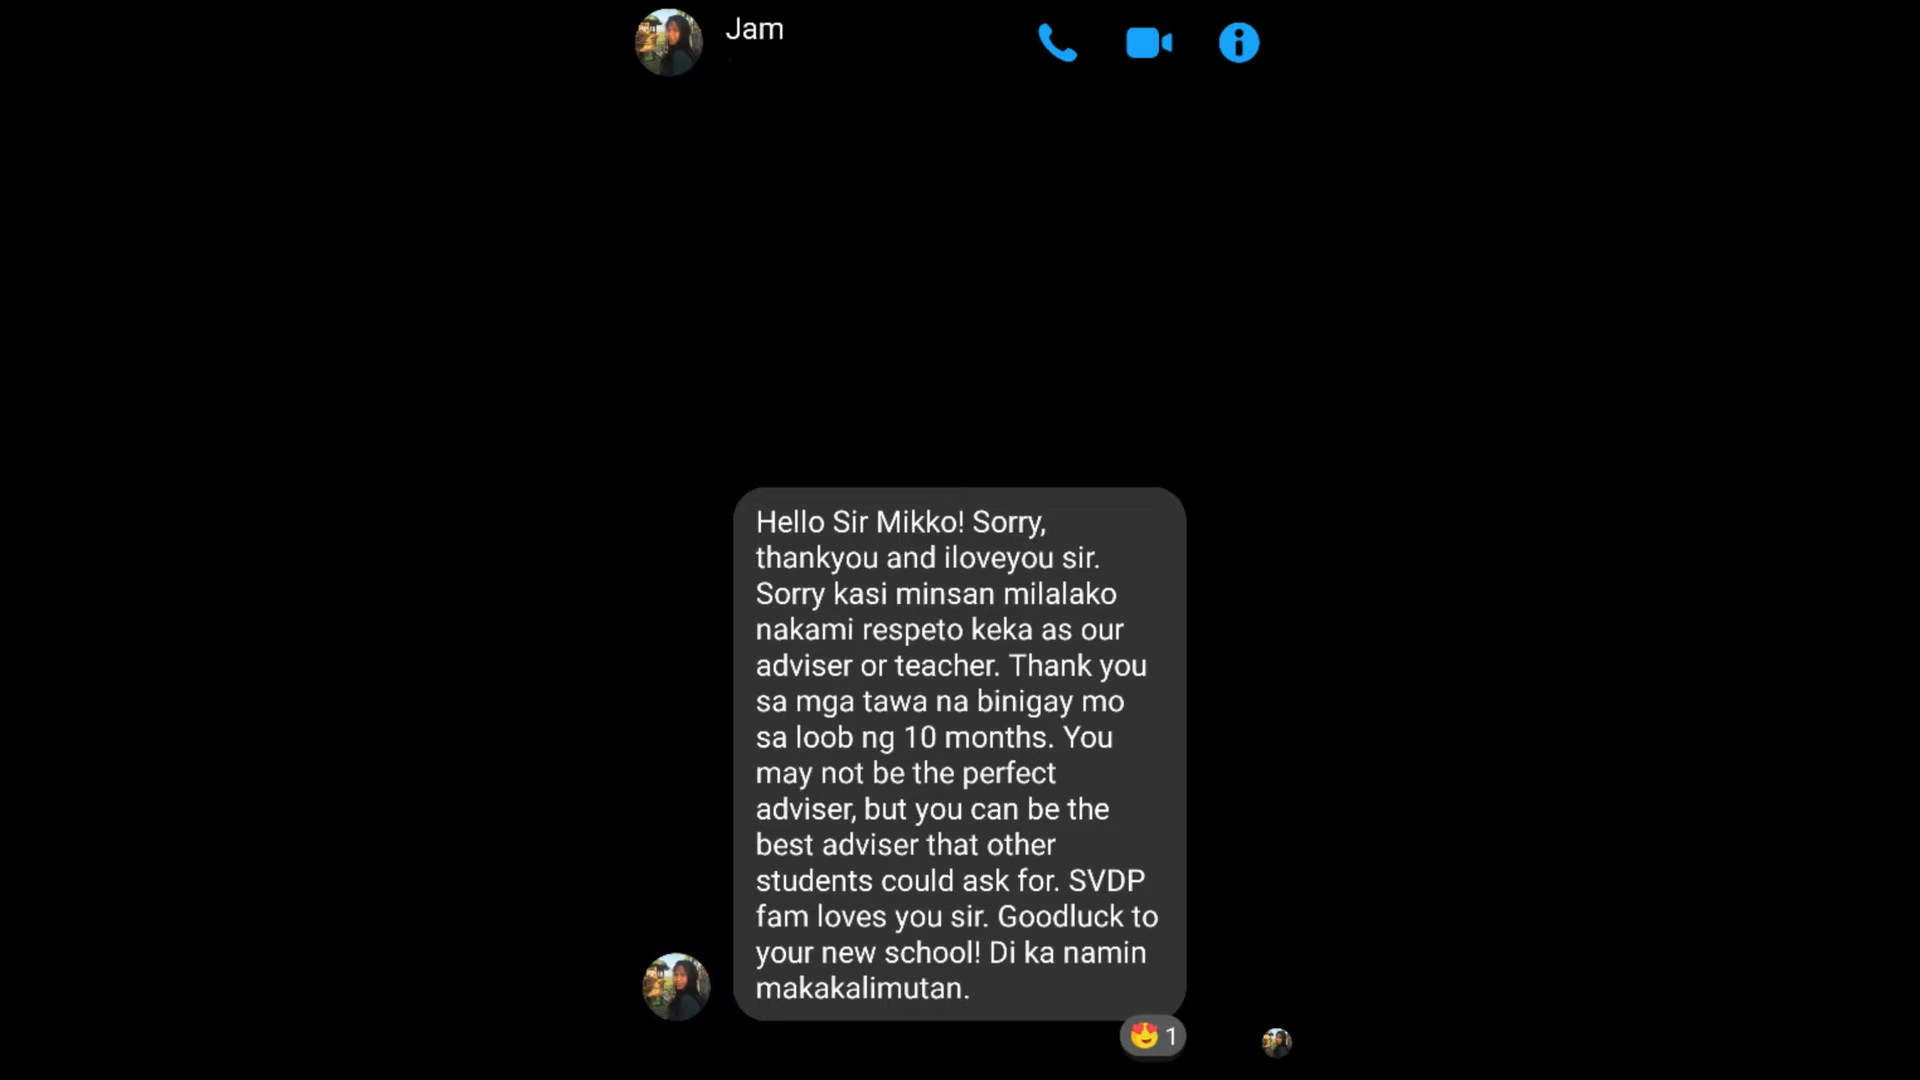 Jam
Hello Sir Mikko! Sorry,
thankyou and iloveyou sir.
Sorry kasi minsan milalako
nakami respeto keka as our
adviser or teacher. Thank you
sa mga tawa na binigay mo
sa loob ng 10 months. You
may not be the perfect
adviser, but you can be the
best adviser that other
students could ask for. SVDP
fam loves you sir. Goodluck to
your new school! Di ka namin
makakalimutan.
😍 1